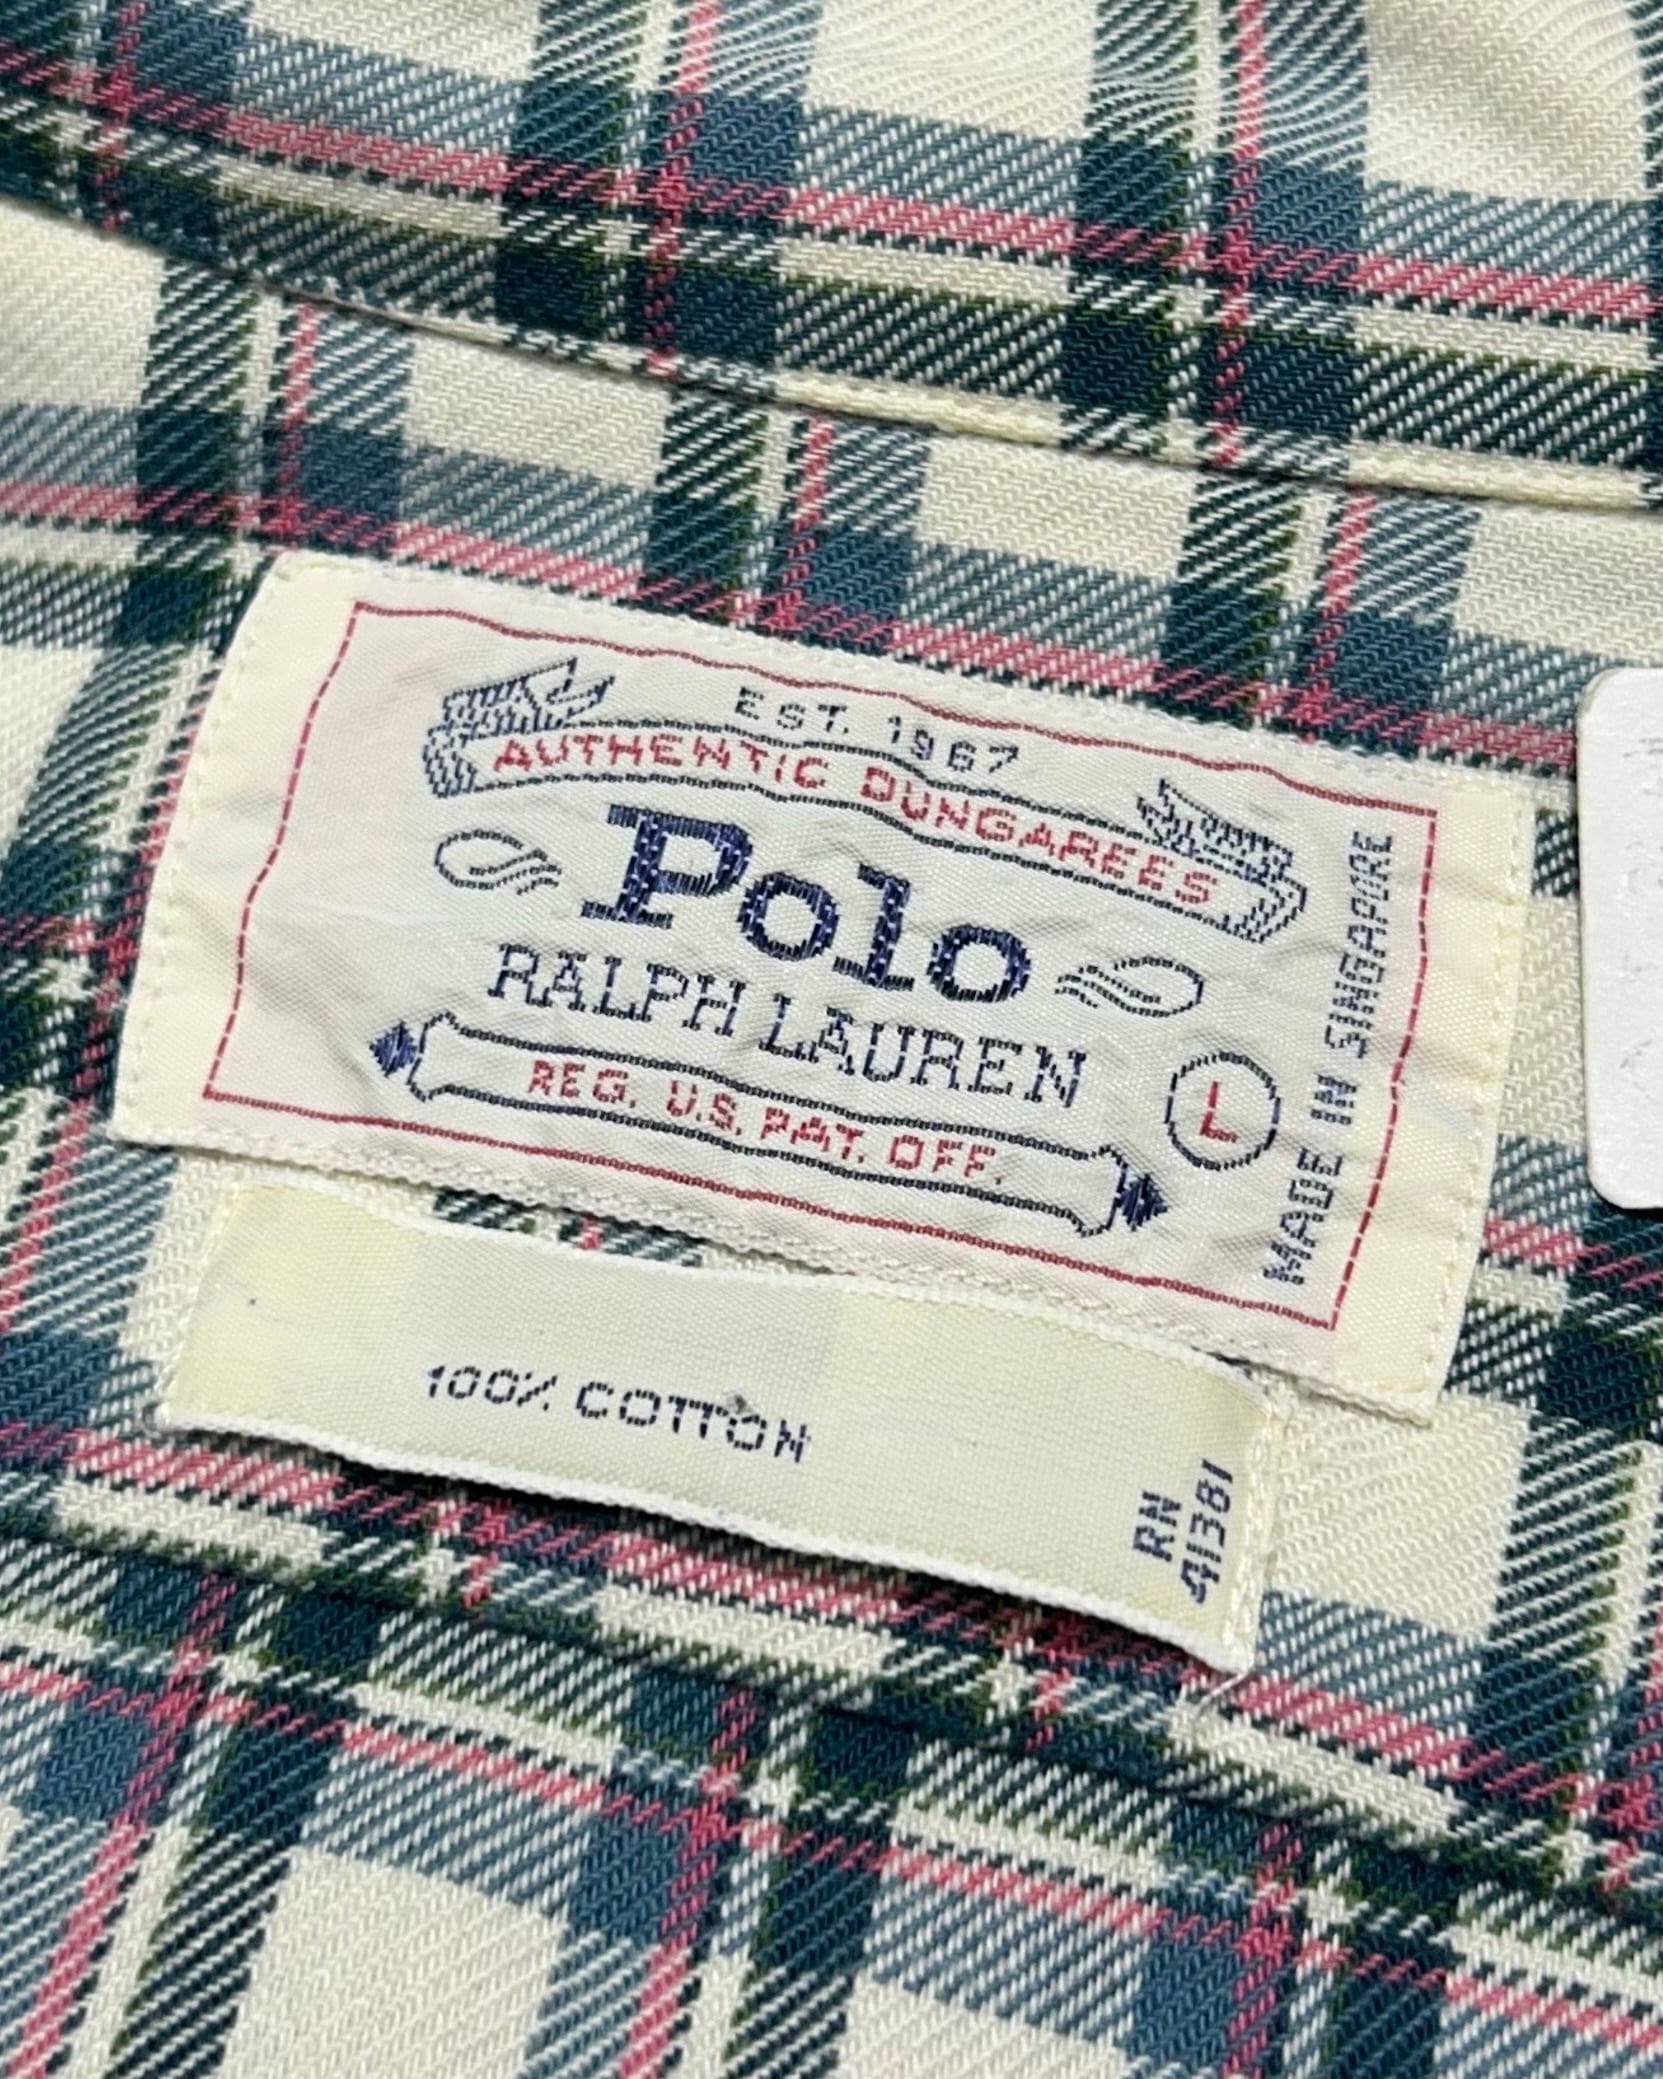 EST. 1967
AUTHENTIC DUNGAREES
Polo
RALPH LAUREN
REG. U.S. PAT. OFF.
L
MADE IN SINGAPORE
100% COTTON
RN
41381